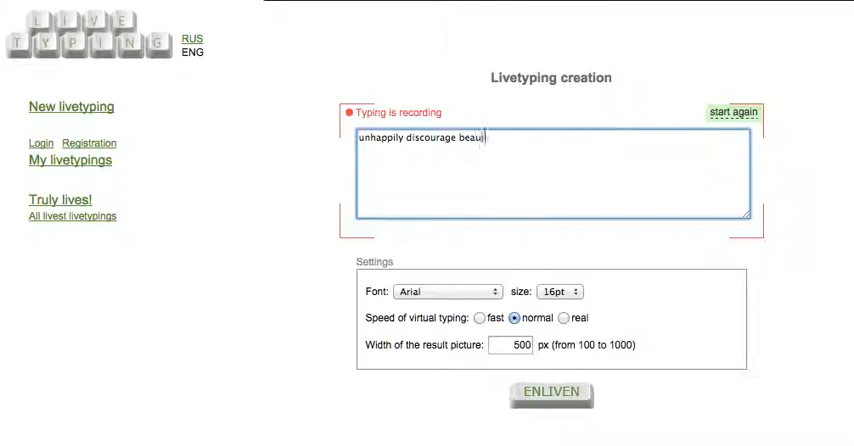 LIVE
TYPING
RUS
ENG
Livetyping creation
New livetyping
Typing is recording
start again
unhappily discourage beau
Login Registration
My livetypings
Truly lives!
All livest livetypings
Settings
Font: Arial size: 16pt
Speed of virtual typing: fast normal real
Width of the result picture: 500 px (from 100 to 1000)
ENLIVEN